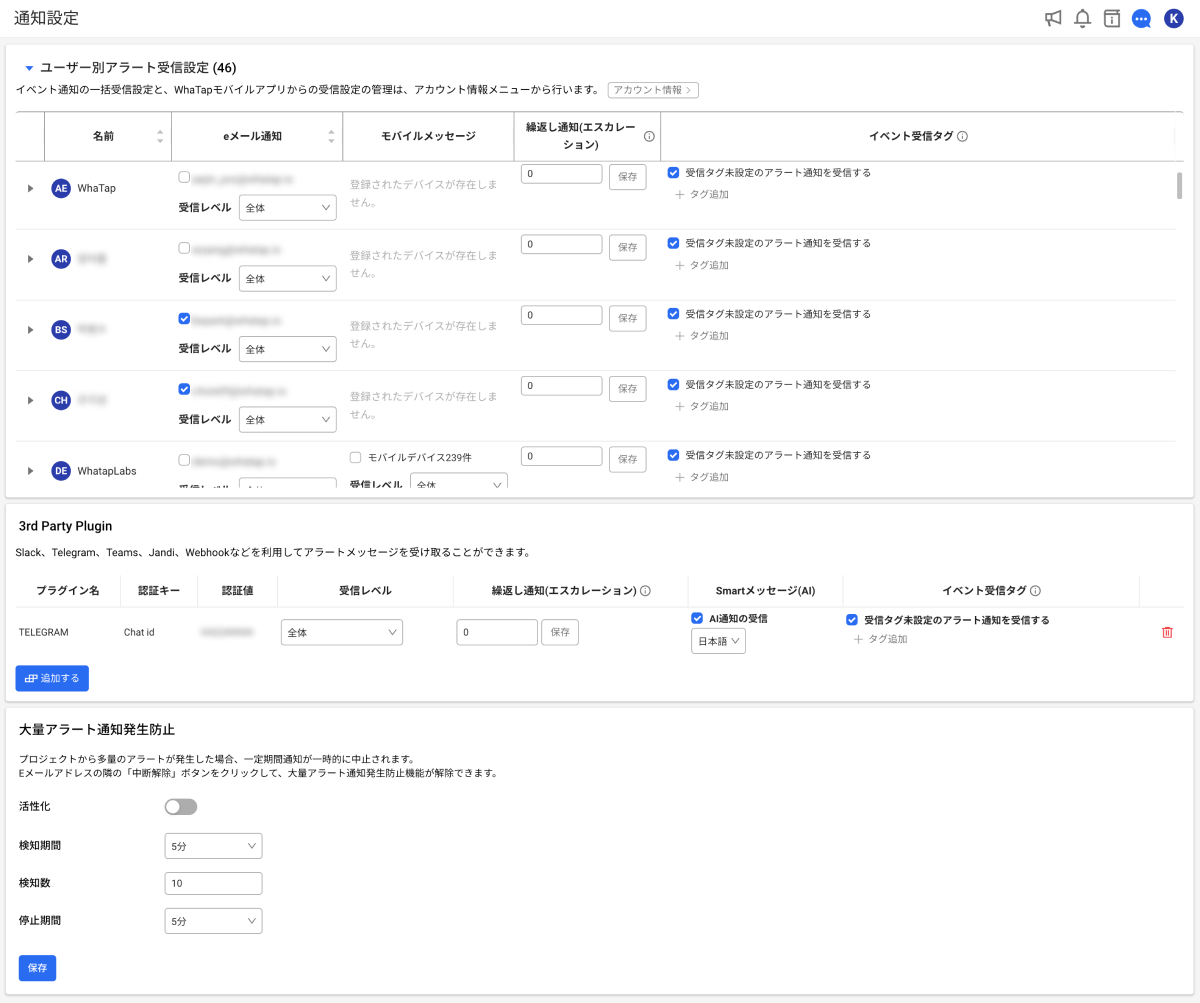 通知設定
K
ユーザー別アラート受信設定 (46)
イベント通知の一括受信設定と、WhaTapモバイルアプリからの受信設定の管理は、アカウント情報メニューから行います。 アカウント情報 >
名前 eメール通知 モバイルメッセージ 繰返し通知(エスカレーション) イベント受信タグ
AE WhaTap
登録されたデバイスが存在しません。
0 保存
受信タグ未設定のアラート通知を受信する
受信レベル 全体
タグ追加
AR
登録されたデバイスが存在しません。
0 保存
受信タグ未設定のアラート通知を受信する
受信レベル 全体
タグ追加
BS
登録されたデバイスが存在しません。
0 保存
受信タグ未設定のアラート通知を受信する
受信レベル 全体
タグ追加
CH
登録されたデバイスが存在しません。
0 保存
受信タグ未設定のアラート通知を受信する
受信レベル 全体
タグ追加
DE WhatapLabs
モバイルデバイス239件
0 保存
受信タグ未設定のアラート通知を受信する
受信レベル 全体
受信レベル 全体
タグ追加
3rd Party Plugin
Slack、Telegram、Teams、Jandi、Webhookなどを利用してアラートメッセージを受け取ることができます。
プラグイン名 認証キー 認証値 受信レベル 繰返し通知(エスカレーション) Smartメッセージ(AI) イベント受信タグ
TELEGRAM Chat id 全体 0 保存
AI通知の受信
日本語
受信タグ未設定のアラート通知を受信する
タグ追加
追加する
大量アラート通知発生防止
プロジェクトから多量のアラートが発生した場合、一定期間通知が一時的に中止されます。
Eメールアドレスの隣の「中断解除」ボタンをクリックして、大量アラート通知発生防止機能が解除できます。
活性化
検知期間 5分
検知数 10
停止期間 5分
保存